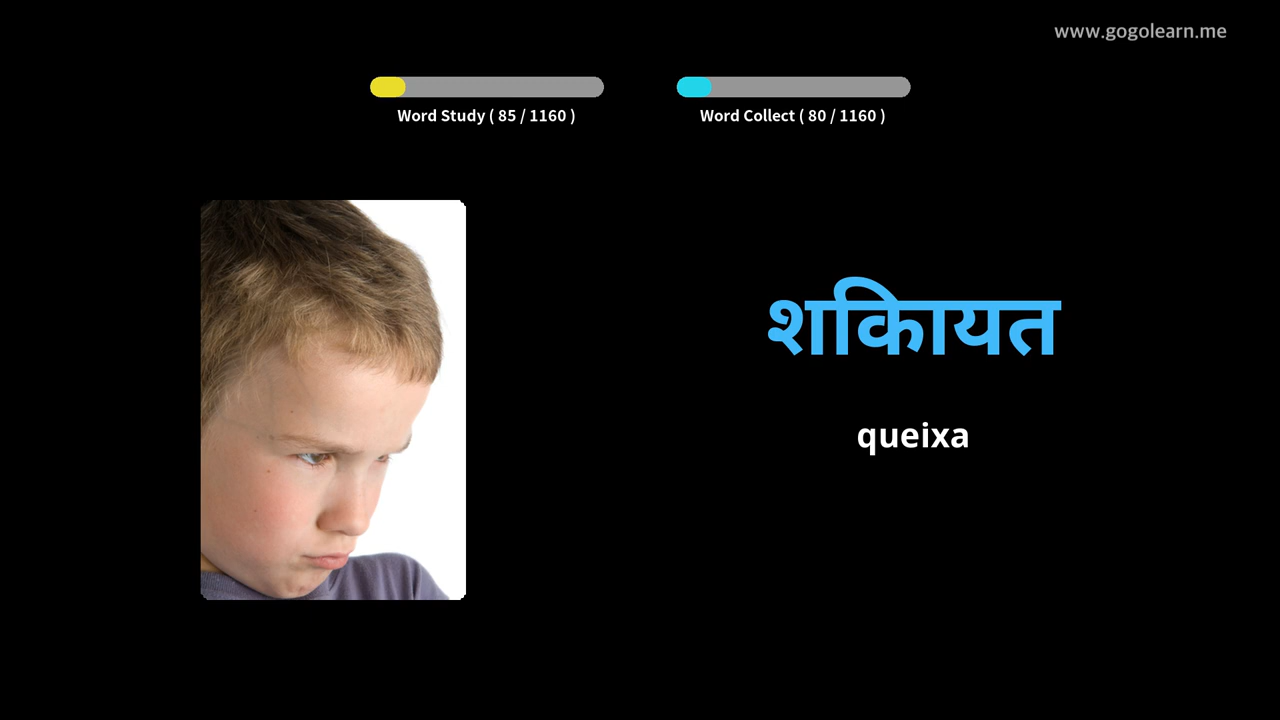 www.gogolearn.me
Word Study ( 85 / 1160 )
Word Collect ( 80 / 1160 )
शकिायत
queixa